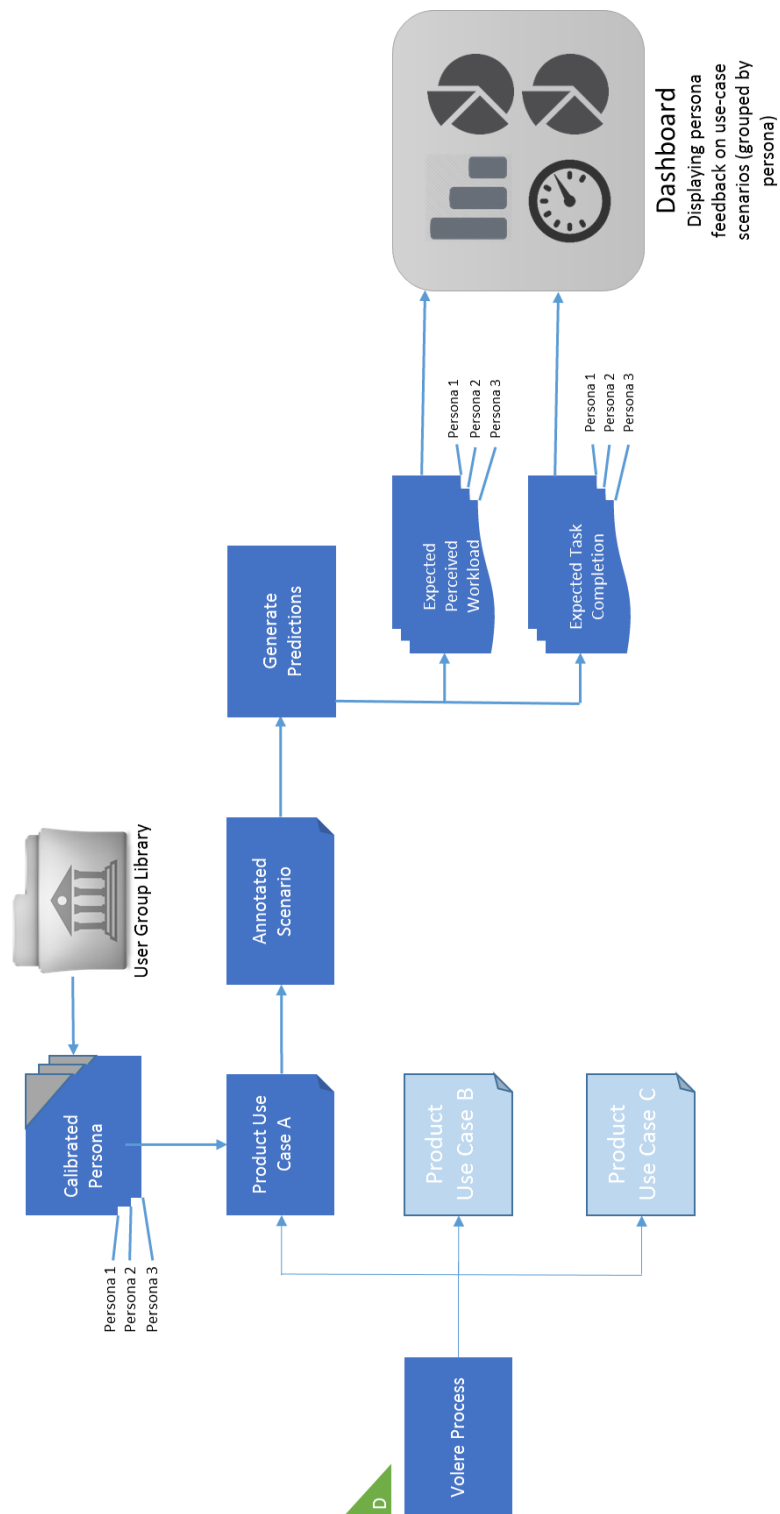 D
Volere Process
Persona 1
Persona 2
Persona 3
Calibrated
Persona
User Group Library
Product Use
Case A
Product
Use Case B
Product
Use Case C
Annotated
Scenario
Generate
Predictions
Expected
Perceived
Workload
Persona 1
Persona 2
Persona 3
Expected Task
Completion
Persona 1
Persona 2
Persona 3
Dashboard
Displaying persona
feedback on use-case
scenarios (grouped by
persona)